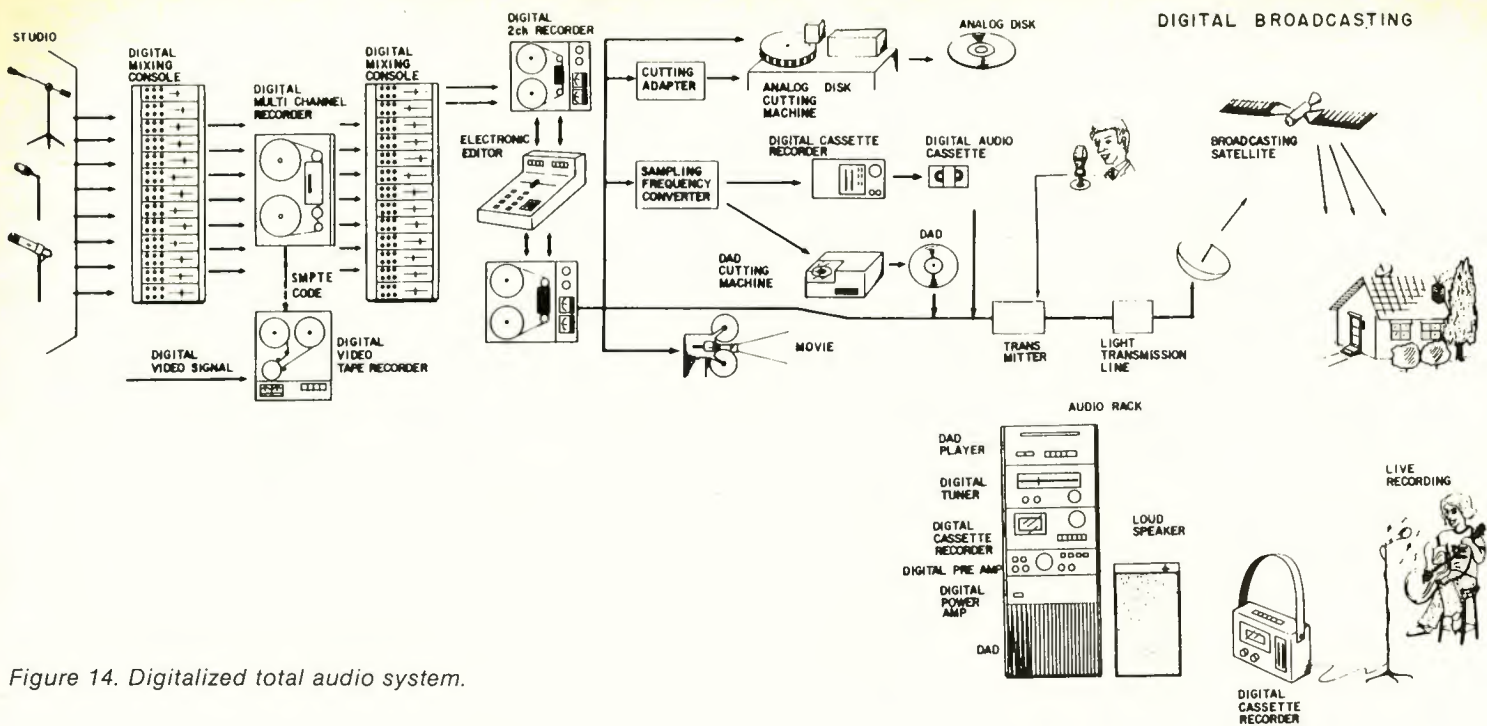 DIGITAL BROADCASTING
STUDIO
DIGITAL
MIXING
CONSOLE
DIGITAL
MULTI CHANNEL
RECORDER
DIGITAL
MIXING
CONSOLE
DIGITAL
2ch RECORDER
ELECTRONIC
EDITOR
SMPTE
CODE
DIGITAL
VIDEO SIGNAL
DIGITAL
VIDEO
TAPE RECORDER
CUTTING
ADAPTER
ANALOG DISK
CUTTING
MACHINE
ANALOG DISK
SAMPLING
FREQUENCY
CONVERTER
DIGITAL CASSETTE
RECORDER
DIGITAL AUDIO
CASSETTE
DAD
CUTTING
MACHINE
DAD
MOVIE
TRANS
MITTER
LIGHT
TRANSMISSION
LINE
BROADCASTING
SATELLITE
AUDIO RACK
DAD
PLAYER
DIGITAL
TUNER
DIGTAL
CASSETTE
RECORDER
DIGITAL PRE AMP
DIGITAL
POWER
AMP
DAD
LOUD
SPEAKER
LIVE
RECORDING
DIGITAL
CASSETTE
RECORDER
Figure 14. Digitalized total audio system.